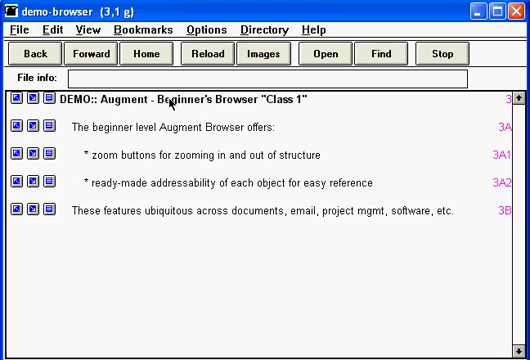 demo-browser (3,1 g)
File Edit View Bookmarks Options Directory Help
Back Forward Home Reload Images Open Find Stop
File info:
DEMO:: Augment - Beginner's Browser "Class 1" 3
The beginner level Augment Browser offers: 3A
* zoom buttons for zooming in and out of structure 3A1
* ready-made addressability of each object for easy reference 3A2
These features ubiquitous across documents, email, project mgmt, software, etc. 3B